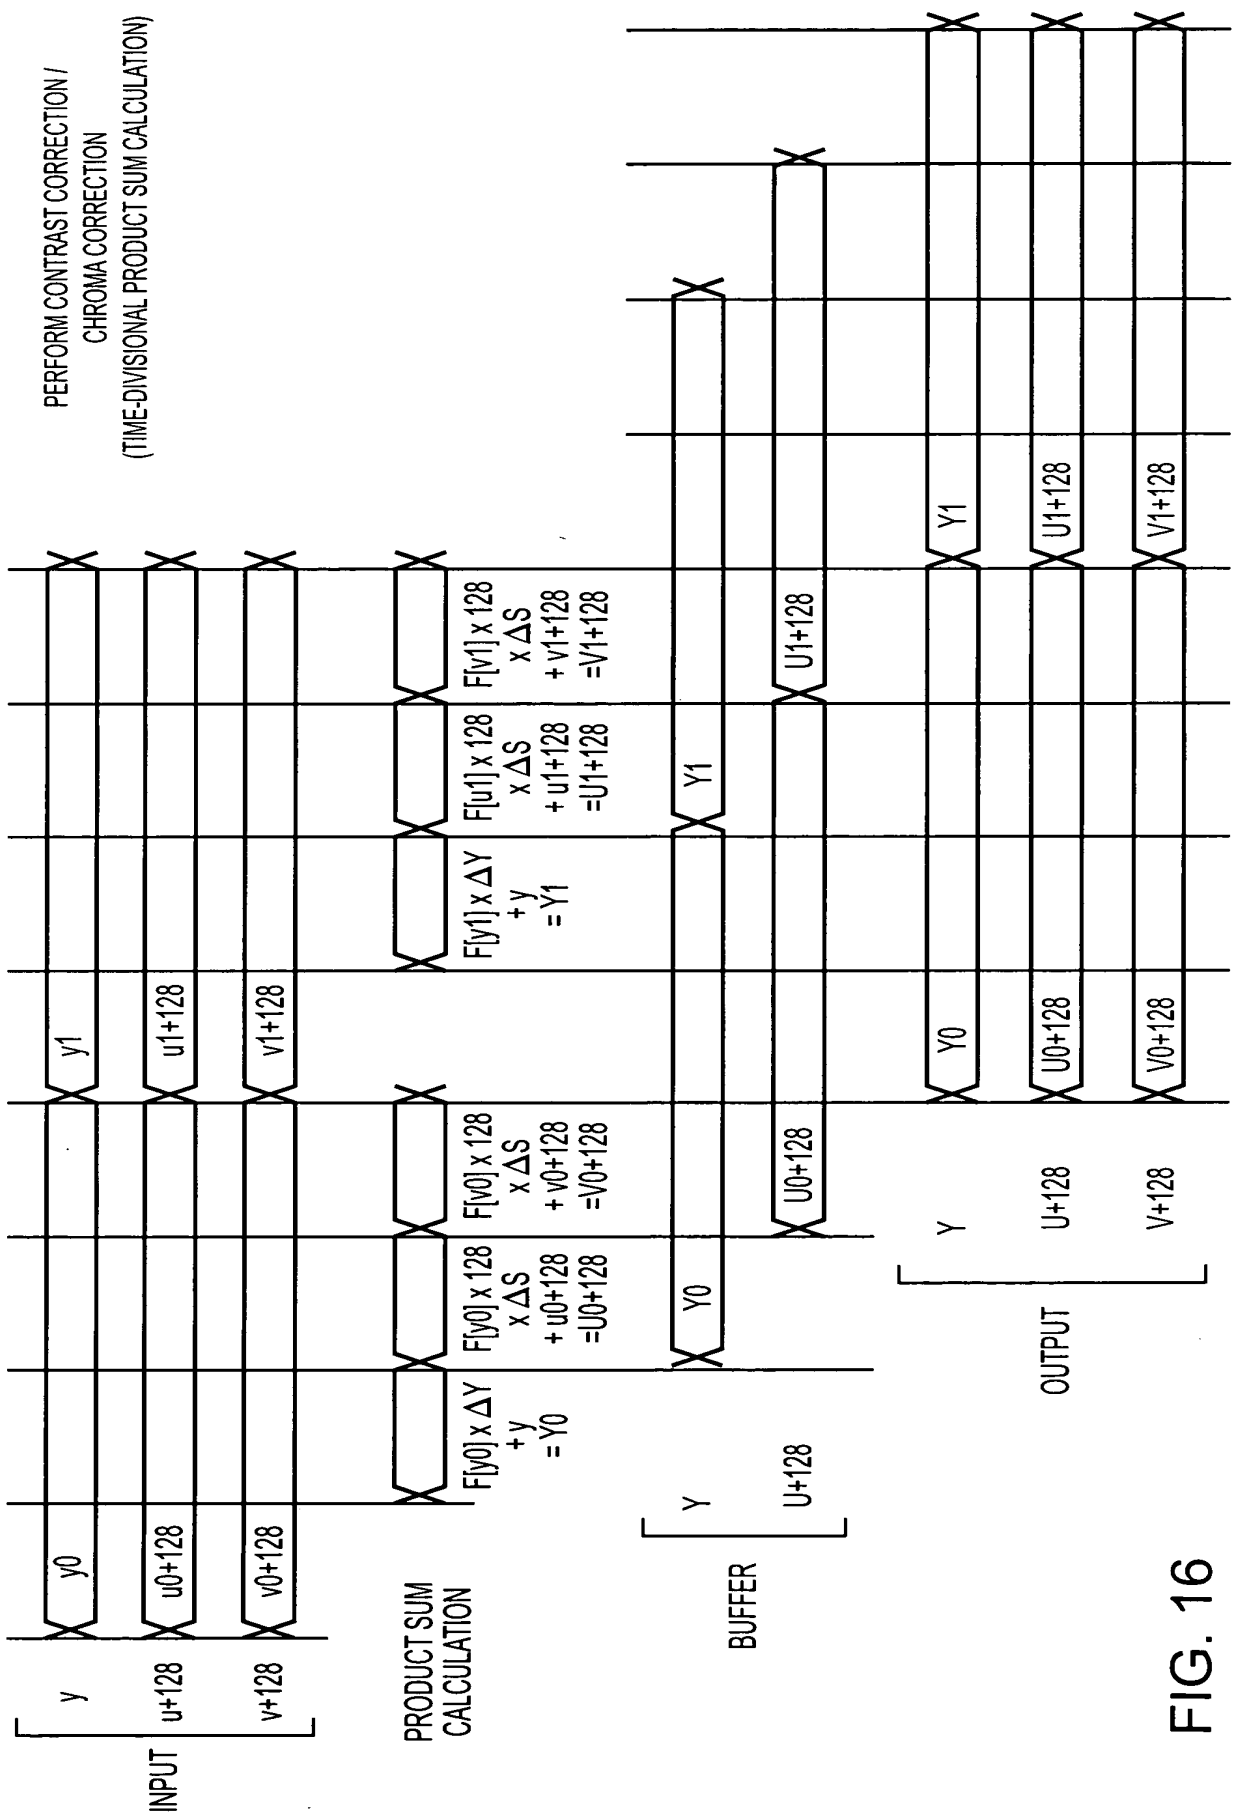 PERFORM CONTRAST CORRECTION /
CHROMA CORRECTION
(TIME-DIVISIONAL PRODUCT SUM CALCULATION)
INPUT
y
y0
y1
u+128
u0+128
u1+128
v+128
v0+128
v1+128
PRODUCT SUM
CALCULATION
F[y0] x ΔY
+ y
= Y0
F[y0] x 128
x ΔS
+ u0+128
=U0+128
F[v0] x 128
x ΔS
+ v0+128
=V0+128
F[y1] x ΔY
+ y
= Y1
F[u1] x 128
x ΔS
+ u1+128
=U1+128
F[v1] x 128
x ΔS
+ v1+128
=V1+128
BUFFER
Y
Y0
Y1
U+128
U0+128
U1+128
OUTPUT
Y
Y0
Y1
U+128
U0+128
U1+128
V+128
V0+128
V1+128
FIG. 16